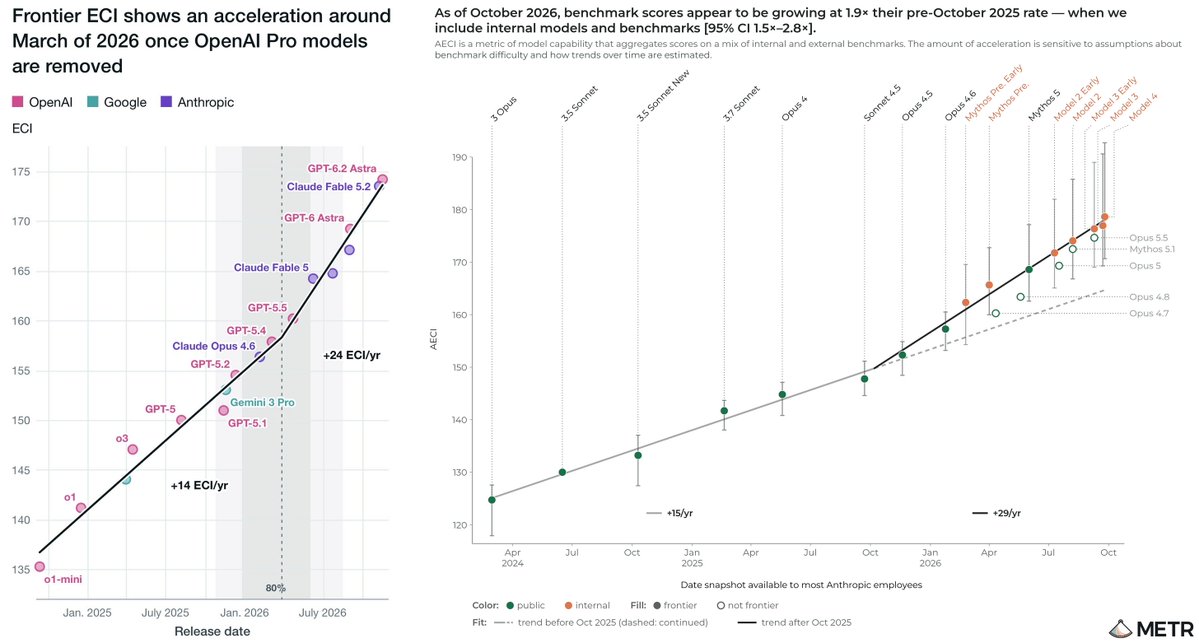 Frontier ECI shows an acceleration around
March of 2026 once OpenAI Pro models
are removed
OpenAI Google Anthropic
ECI
175
170
165
160
155
150
145
140
135
GPT-6.2 Astra
Claude Fable 5.2
GPT-6 Astra
Claude Fable 5
GPT-5.5
GPT-5.4
Claude Opus 4.6
GPT-5.2
Gemini 3 Pro
GPT-5
GPT-5.1
o3
o1
o1-mini
+24 ECI/yr
+14 ECI/yr
80%
Jan. 2025 July 2025 Jan. 2026 July 2026
Release date
As of October 2026, benchmark scores appear to be growing at 1.9× their pre-October 2025 rate — when we
include internal models and benchmarks [95% CI 1.5×–2.8×].
AECI is a metric of model capability that aggregates scores on a mix of internal and external benchmarks. The amount of acceleration is sensitive to assumptions about
benchmark difficulty and how trends over time are estimated.
3 Opus
3.5 Sonnet
3.5 Sonnet New
3.7 Sonnet
Opus 4
Sonnet 4.5
Opus 4.5
Opus 4.6
Mythos Pre. Early
Mythos Pre.
Mythos 5
Model 2 Early
Model 2
Model 3 Early
Model 3
Model 4
AECI
190
180
170
160
150
140
130
120
Opus 5.5
Mythos 5.1
Opus 5
Opus 4.8
Opus 4.7
+15/yr
+29/yr
Apr Jul Oct Jan Apr Jul Oct Jan Apr Jul Oct
2024 2025 2026
Date snapshot available to most Anthropic employees
Color: public internal Fill: frontier not frontier
Fit: trend before Oct 2025 (dashed: continued) trend after Oct 2025
METR